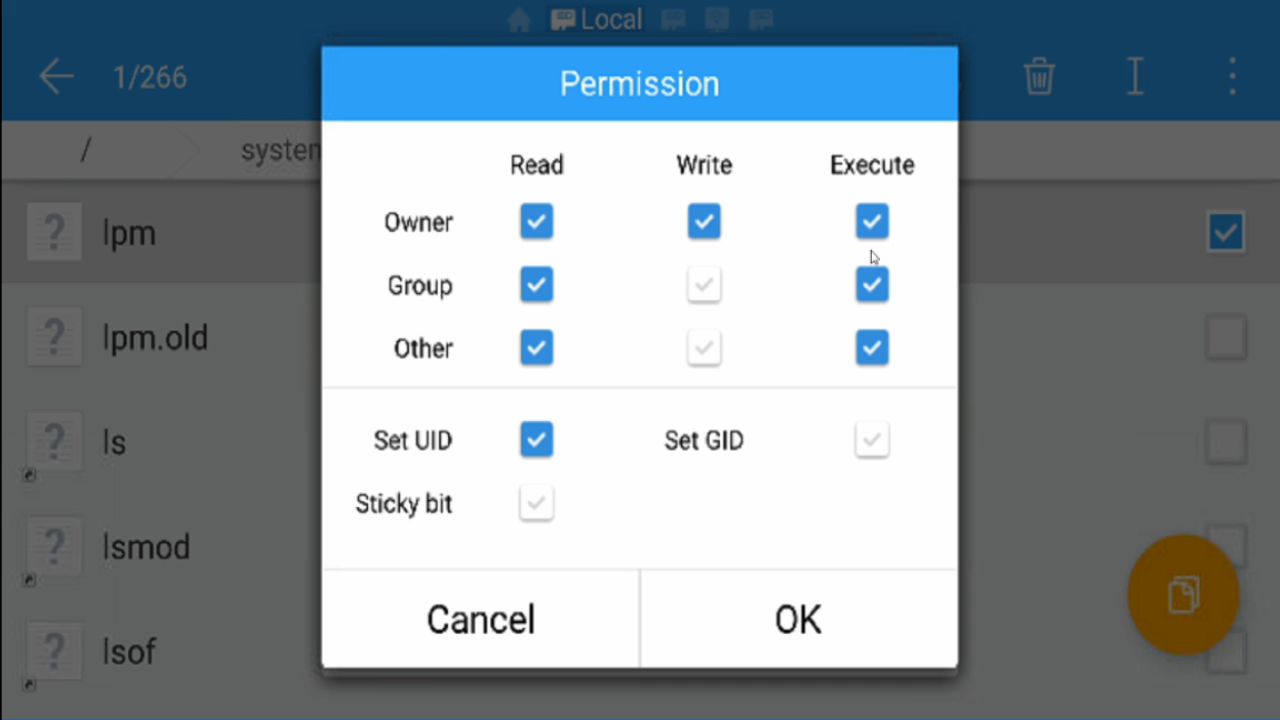 Local
1/266
Permission
/
system
Read Write Execute
lpm
Owner
Group
lpm.old
Other
ls
Set UID Set GID
Sticky bit
lsmod
Cancel OK
lsof